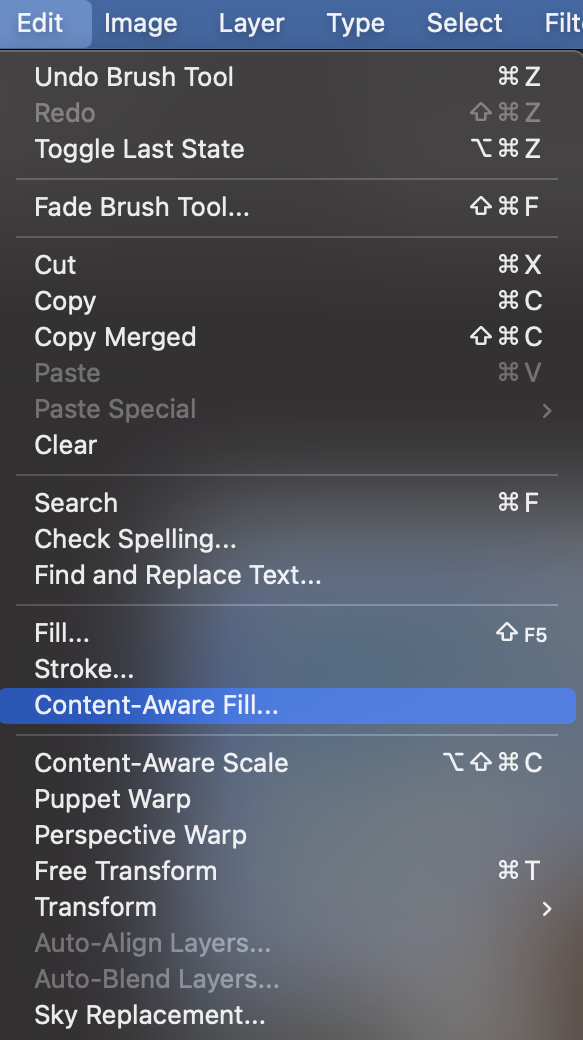 Edit Image Layer Type Select Filt
Undo Brush Tool ⌘Z
Redo ⇧⌘Z
Toggle Last State ⌥⌘Z
Fade Brush Tool... ⇧⌘F
Cut ⌘X
Copy ⌘C
Copy Merged ⇧⌘C
Paste ⌘V
Paste Special >
Clear
Search ⌘F
Check Spelling...
Find and Replace Text...
Fill... ⇧F5
Stroke...
Content-Aware Fill...
Content-Aware Scale ⌥⇧⌘C
Puppet Warp
Perspective Warp
Free Transform ⌘T
Transform >
Auto-Align Layers...
Auto-Blend Layers...
Sky Replacement...